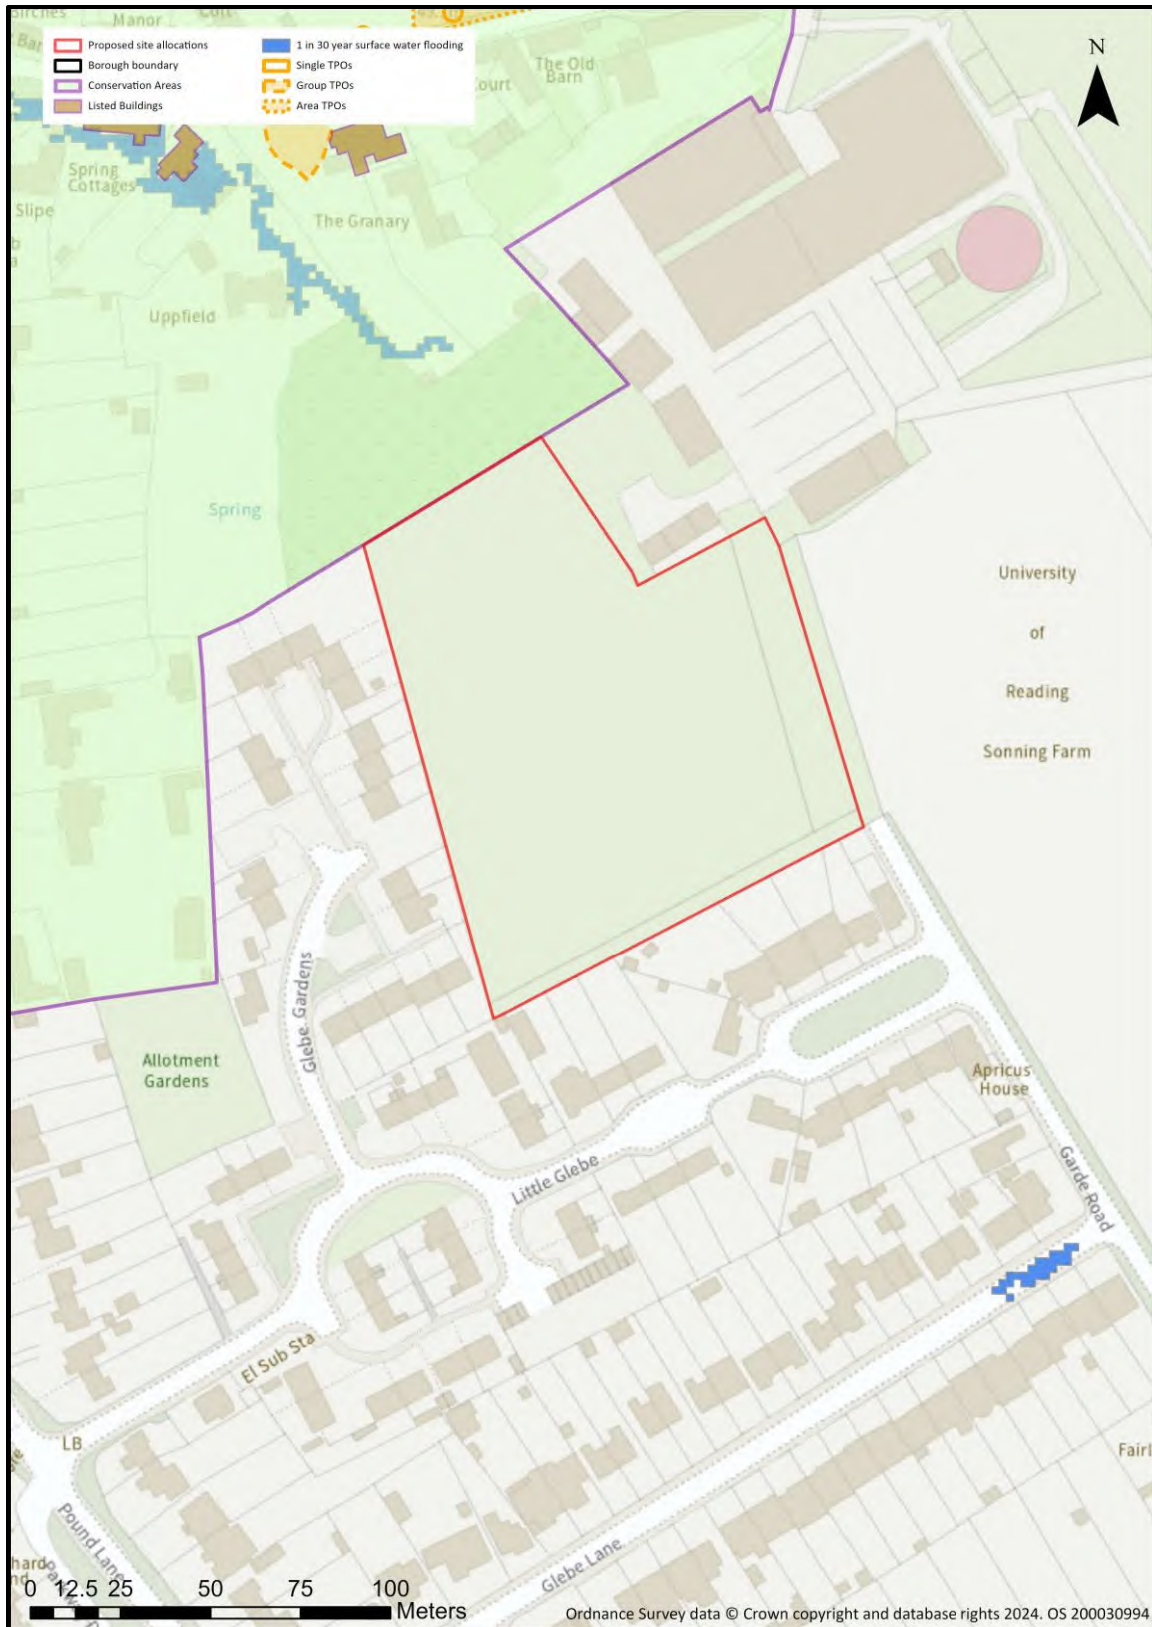 Birches
Manor
Cott
Proposed site allocations
Borough boundary
Conservation Areas
Listed Buildings
1 in 30 year surface water flooding
Single TPOs
Group TPOs
Area TPOs
N
Court
The Old
Barn
Spring
Cottages
Slipe
The Granary
Uppfield
Spring
University
of
Reading
Sonning Farm
Glebe Gardens
Allotment
Gardens
Apricus
House
Little Glebe
Garde Road
El Sub Sta
LB
Pound Lane
Glebe Lane
0 12.5 25 50 75 100
Meters
Ordnance Survey data © Crown copyright and database rights 2024. OS 200030994